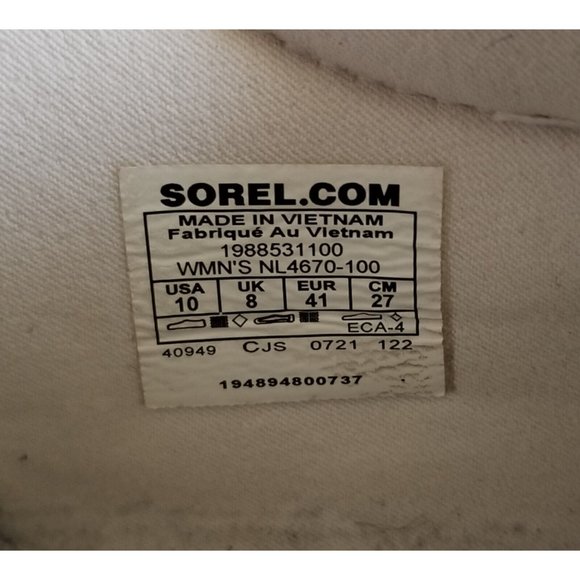 SOREL.COM
MADE IN VIETNAM
Fabriqué Au Vietnam
1988531100
WMN'S NL4670-100
USA UK EUR CM
10 8 41 27
ECA-4
40949 CJS 0721 122
194894800737